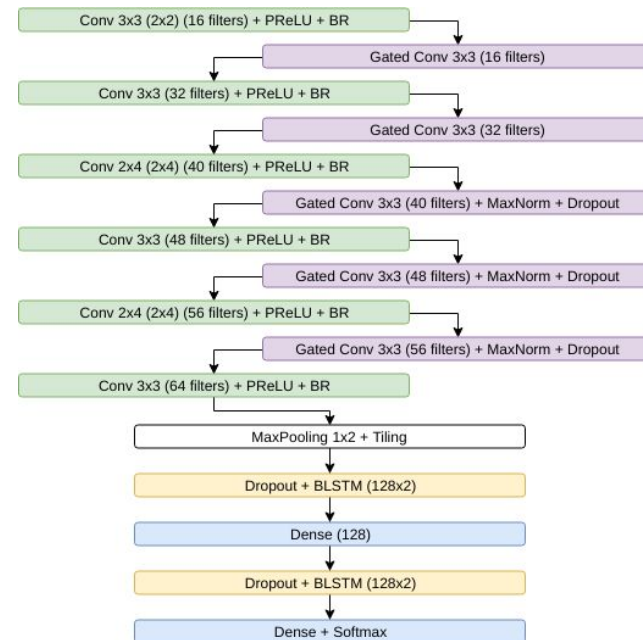 Conv 3x3 (2x2) (16 filters) + PReLU + BR
Gated Conv 3x3 (16 filters)
Conv 3x3 (32 filters) + PReLU + BR
Gated Conv 3x3 (32 filters)
Conv 2x4 (2x4) (40 filters) + PReLU + BR
Gated Conv 3x3 (40 filters) + MaxNorm + Dropout
Conv 3x3 (48 filters) + PReLU + BR
Gated Conv 3x3 (48 filters) + MaxNorm + Dropout
Conv 2x4 (2x4) (56 filters) + PReLU + BR
Gated Conv 3x3 (56 filters) + MaxNorm + Dropout
Conv 3x3 (64 filters) + PReLU + BR
MaxPooling 1x2 + Tiling
Dropout + BLSTM (128x2)
Dense (128)
Dropout + BLSTM (128x2)
Dense + Softmax